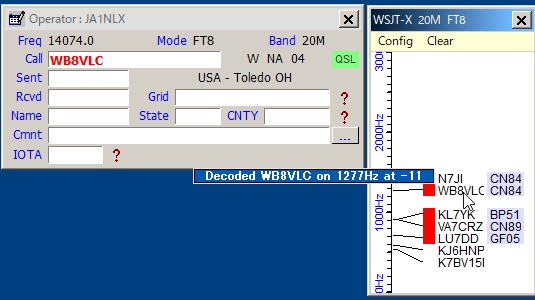 Operator : JA1NLX
Freq 14074.0 Mode FT8 Band 20M
Call WB8VLC W NA 04 QSL
Sent USA - Toledo OH
Rcvd Grid ?
Name State CNTY ?
Cmnt ...
IOTA ?
Decoded WB8VLC on 1277Hz at -11
WSJT-X 20M FT8
Config Clear
300
2000Hz
1000Hz
0Hz
N7JI CN84
WB8VLC CN84
KL7YK BP51
VA7CRZ CN89
LU7DD GF05
KJ6HNP
K7BV15